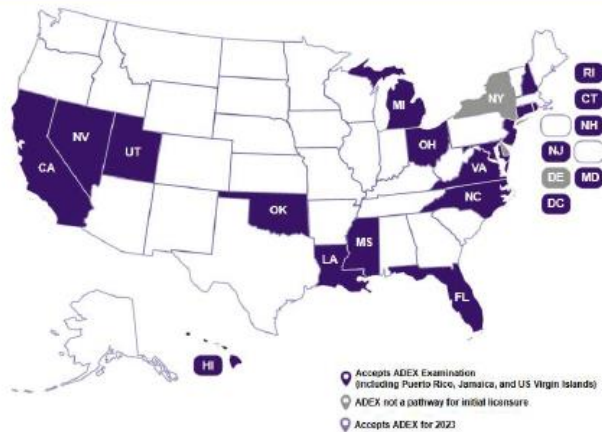 NY
RI
MI
CT
NH
NV
UT
OH
NJ
CA
VA
DE
MD
NC
DC
OK
MS
LA
FL
HI
Accepts ADEX Examination
(including Puerto Rico, Jamaica, and US Virgin Islands)
ADEX not a pathway for initial licensure
Accepts ADEX for 2023